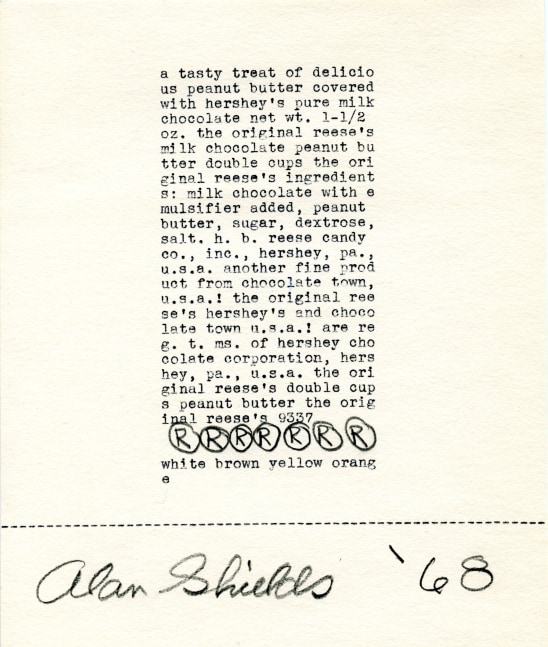 a tasty treat of delicio
us peanut butter covered
with hershey's pure milk
chocolate net wt. 1-1/2
oz. the original reese's
milk chocolate peanut bu
tter double cups the ori
ginal reese's ingredient
s: milk chocolate with e
mulsifier added, peanut
butter, sugar, dextrose,
salt. h. b. reese candy
co., inc., hershey, pa.,
u.s.a. another fine prod
uct from chocolate town,
u.s.a.! the original ree
se's hershey's and choco
late town u.s.a.! are re
g. t. ms. of hershey cho
colate corporation, hers
hey, pa., u.s.a. the ori
ginal reese's double cup
s peanut butter the orig
inal reese's 9337
Ⓡ Ⓡ Ⓡ Ⓡ Ⓡ Ⓡ Ⓡ
white brown yellow orang
e
Alan Shields '68